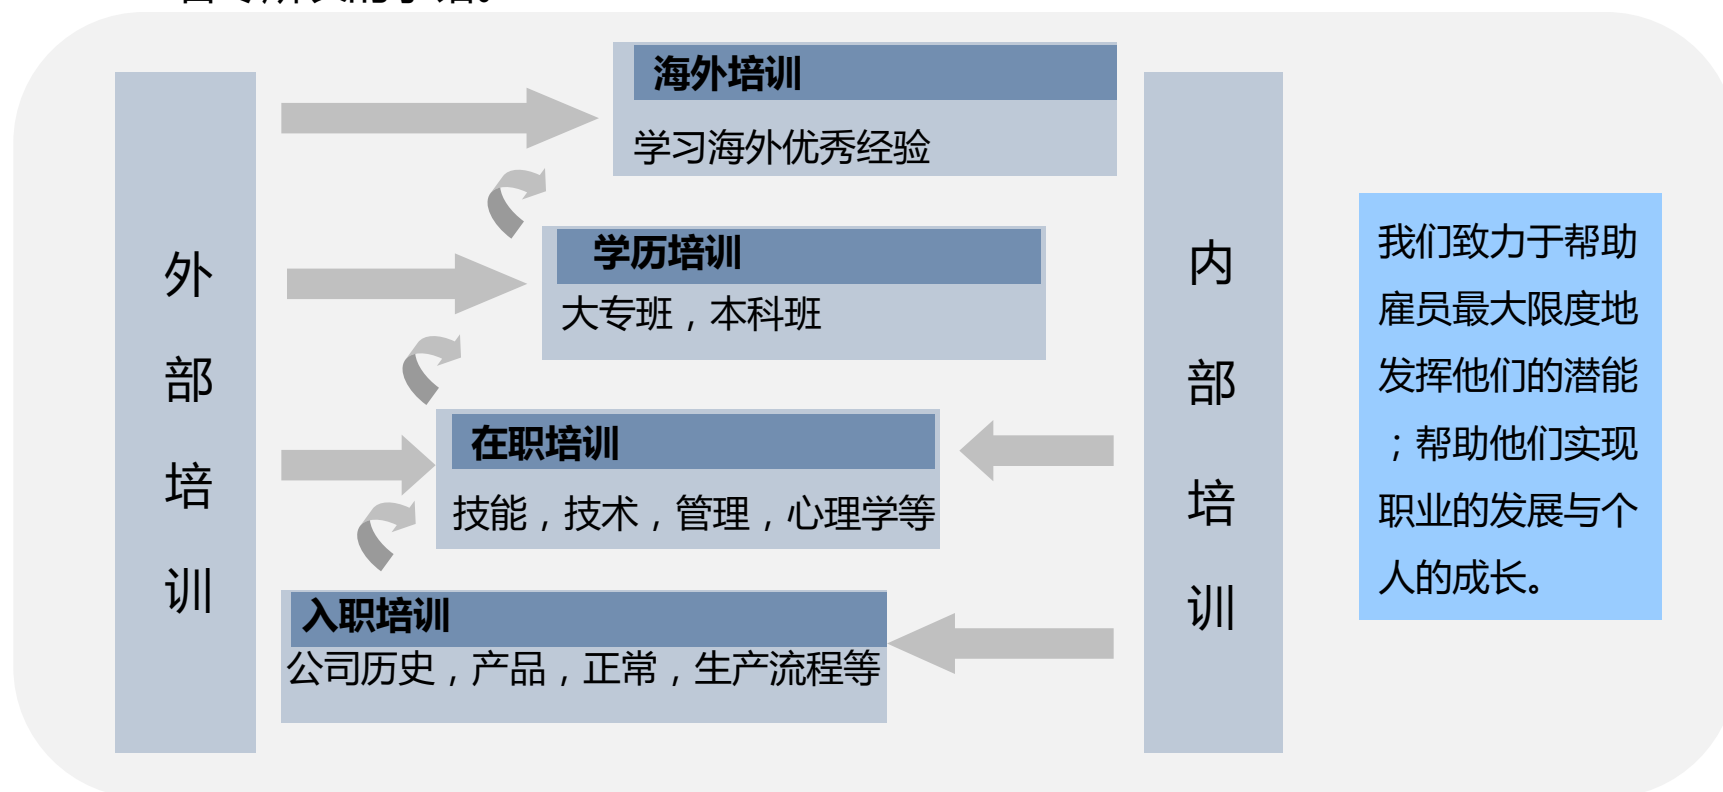 海外培训
学习海外优秀经验
学历培训
大专班，本科班
在职培训
技能，技术，管理，心理学等
入职培训
公司历史，产品，正常，生产流程等
外
部
培
训
内
部
培
训
我们致力于帮助
雇员最大限度地
发挥他们的潜能
；帮助他们实现
职业的发展与个
人的成长。